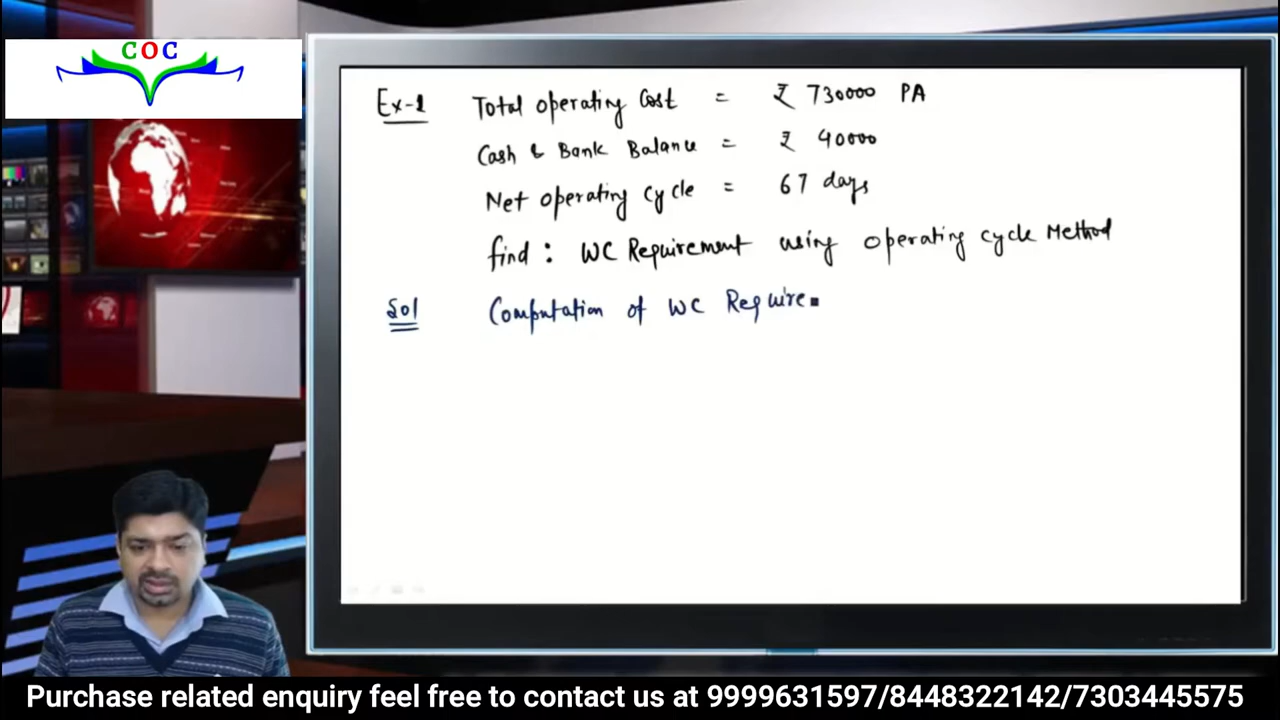 COC
Ex-1 Total operating Cost = ₹ 730000 PA
Cash & Bank Balance = ₹ 40000
Net operating cycle = 67 days
find : WC Requirement using operating cycle Method
Sol Computation of WC Require
Purchase related enquiry feel free to contact us at 9999631597/8448322142/7303445575